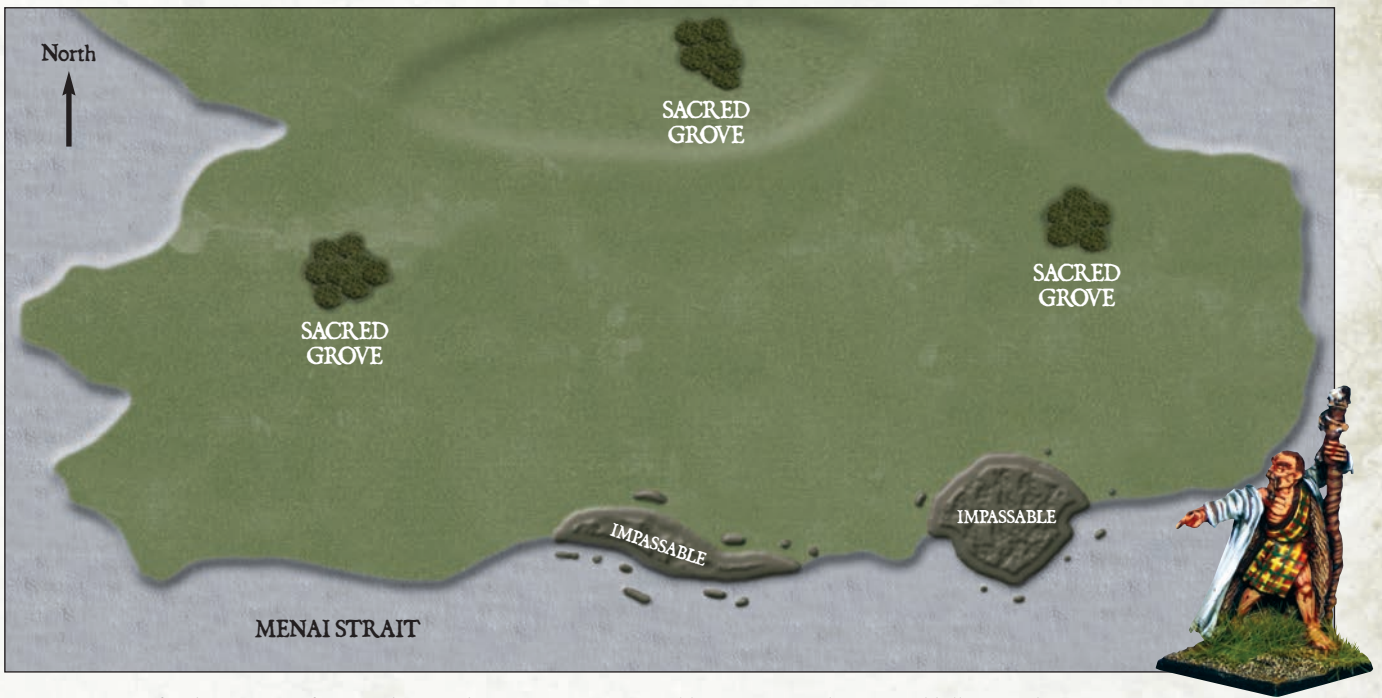 North
SACRED
GROVE
SACRED
GROVE
SACRED
GROVE
IMPASSABLE
IMPASSABLE
MENAI STRAIT